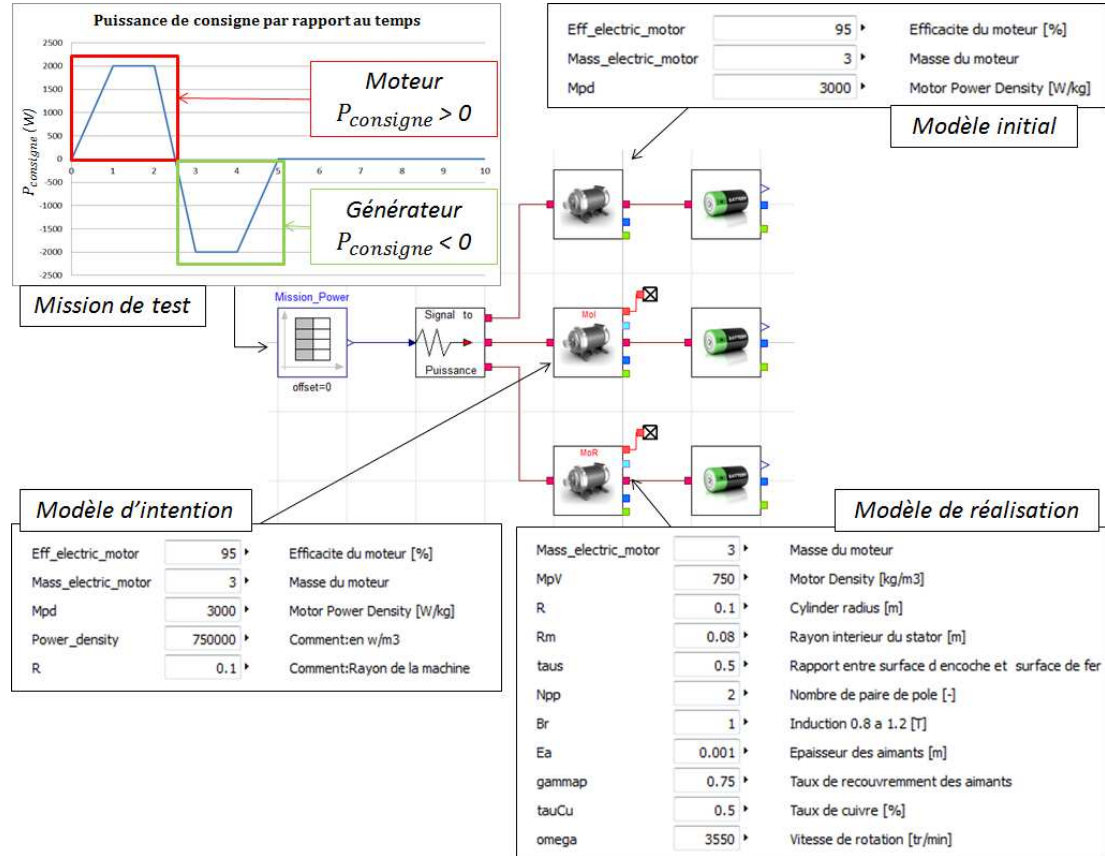 Puissance de consigne par rapport au temps
P_consigne (W)
2500
2000
1500
1000
500
0
-500
-1000
-1500
-2000
-2500
0 1 2 3 4 5 6 7 8 9 10
Moteur
P_consigne > 0
Générateur
P_consigne < 0
Mission de test
Eff_electric_motor 95 Efficacite du moteur [%]
Mass_electric_motor 3 Masse du moteur
Mpd 3000 Motor Power Density [W/kg]
Modèle initial
Mission_Power
offset=0
Signal to
Puissance
MoI
MoR
BATTERY
BATTERY
BATTERY
Modèle d'intention
Eff_electric_motor 95 Efficacite du moteur [%]
Mass_electric_motor 3 Masse du moteur
Mpd 3000 Motor Power Density [W/kg]
Power_density 750000 Comment:en w/m3
R 0.1 Comment:Rayon de la machine
Modèle de réalisation
Mass_electric_motor 3 Masse du moteur
MpV 750 Motor Density [kg/m3]
R 0.1 Cylinder radius [m]
Rm 0.08 Rayon interieur du stator [m]
taus 0.5 Rapport entre surface d encoche et surface de fer
Npp 2 Nombre de paire de pole [-]
Br 1 Induction 0.8 a 1.2 [T]
Ea 0.001 Epaisseur des aimants [m]
gammap 0.75 Taux de recouvremment des aimants
tauCu 0.5 Taux de cuivre [%]
omega 3550 Vitesse de rotation [tr/min]